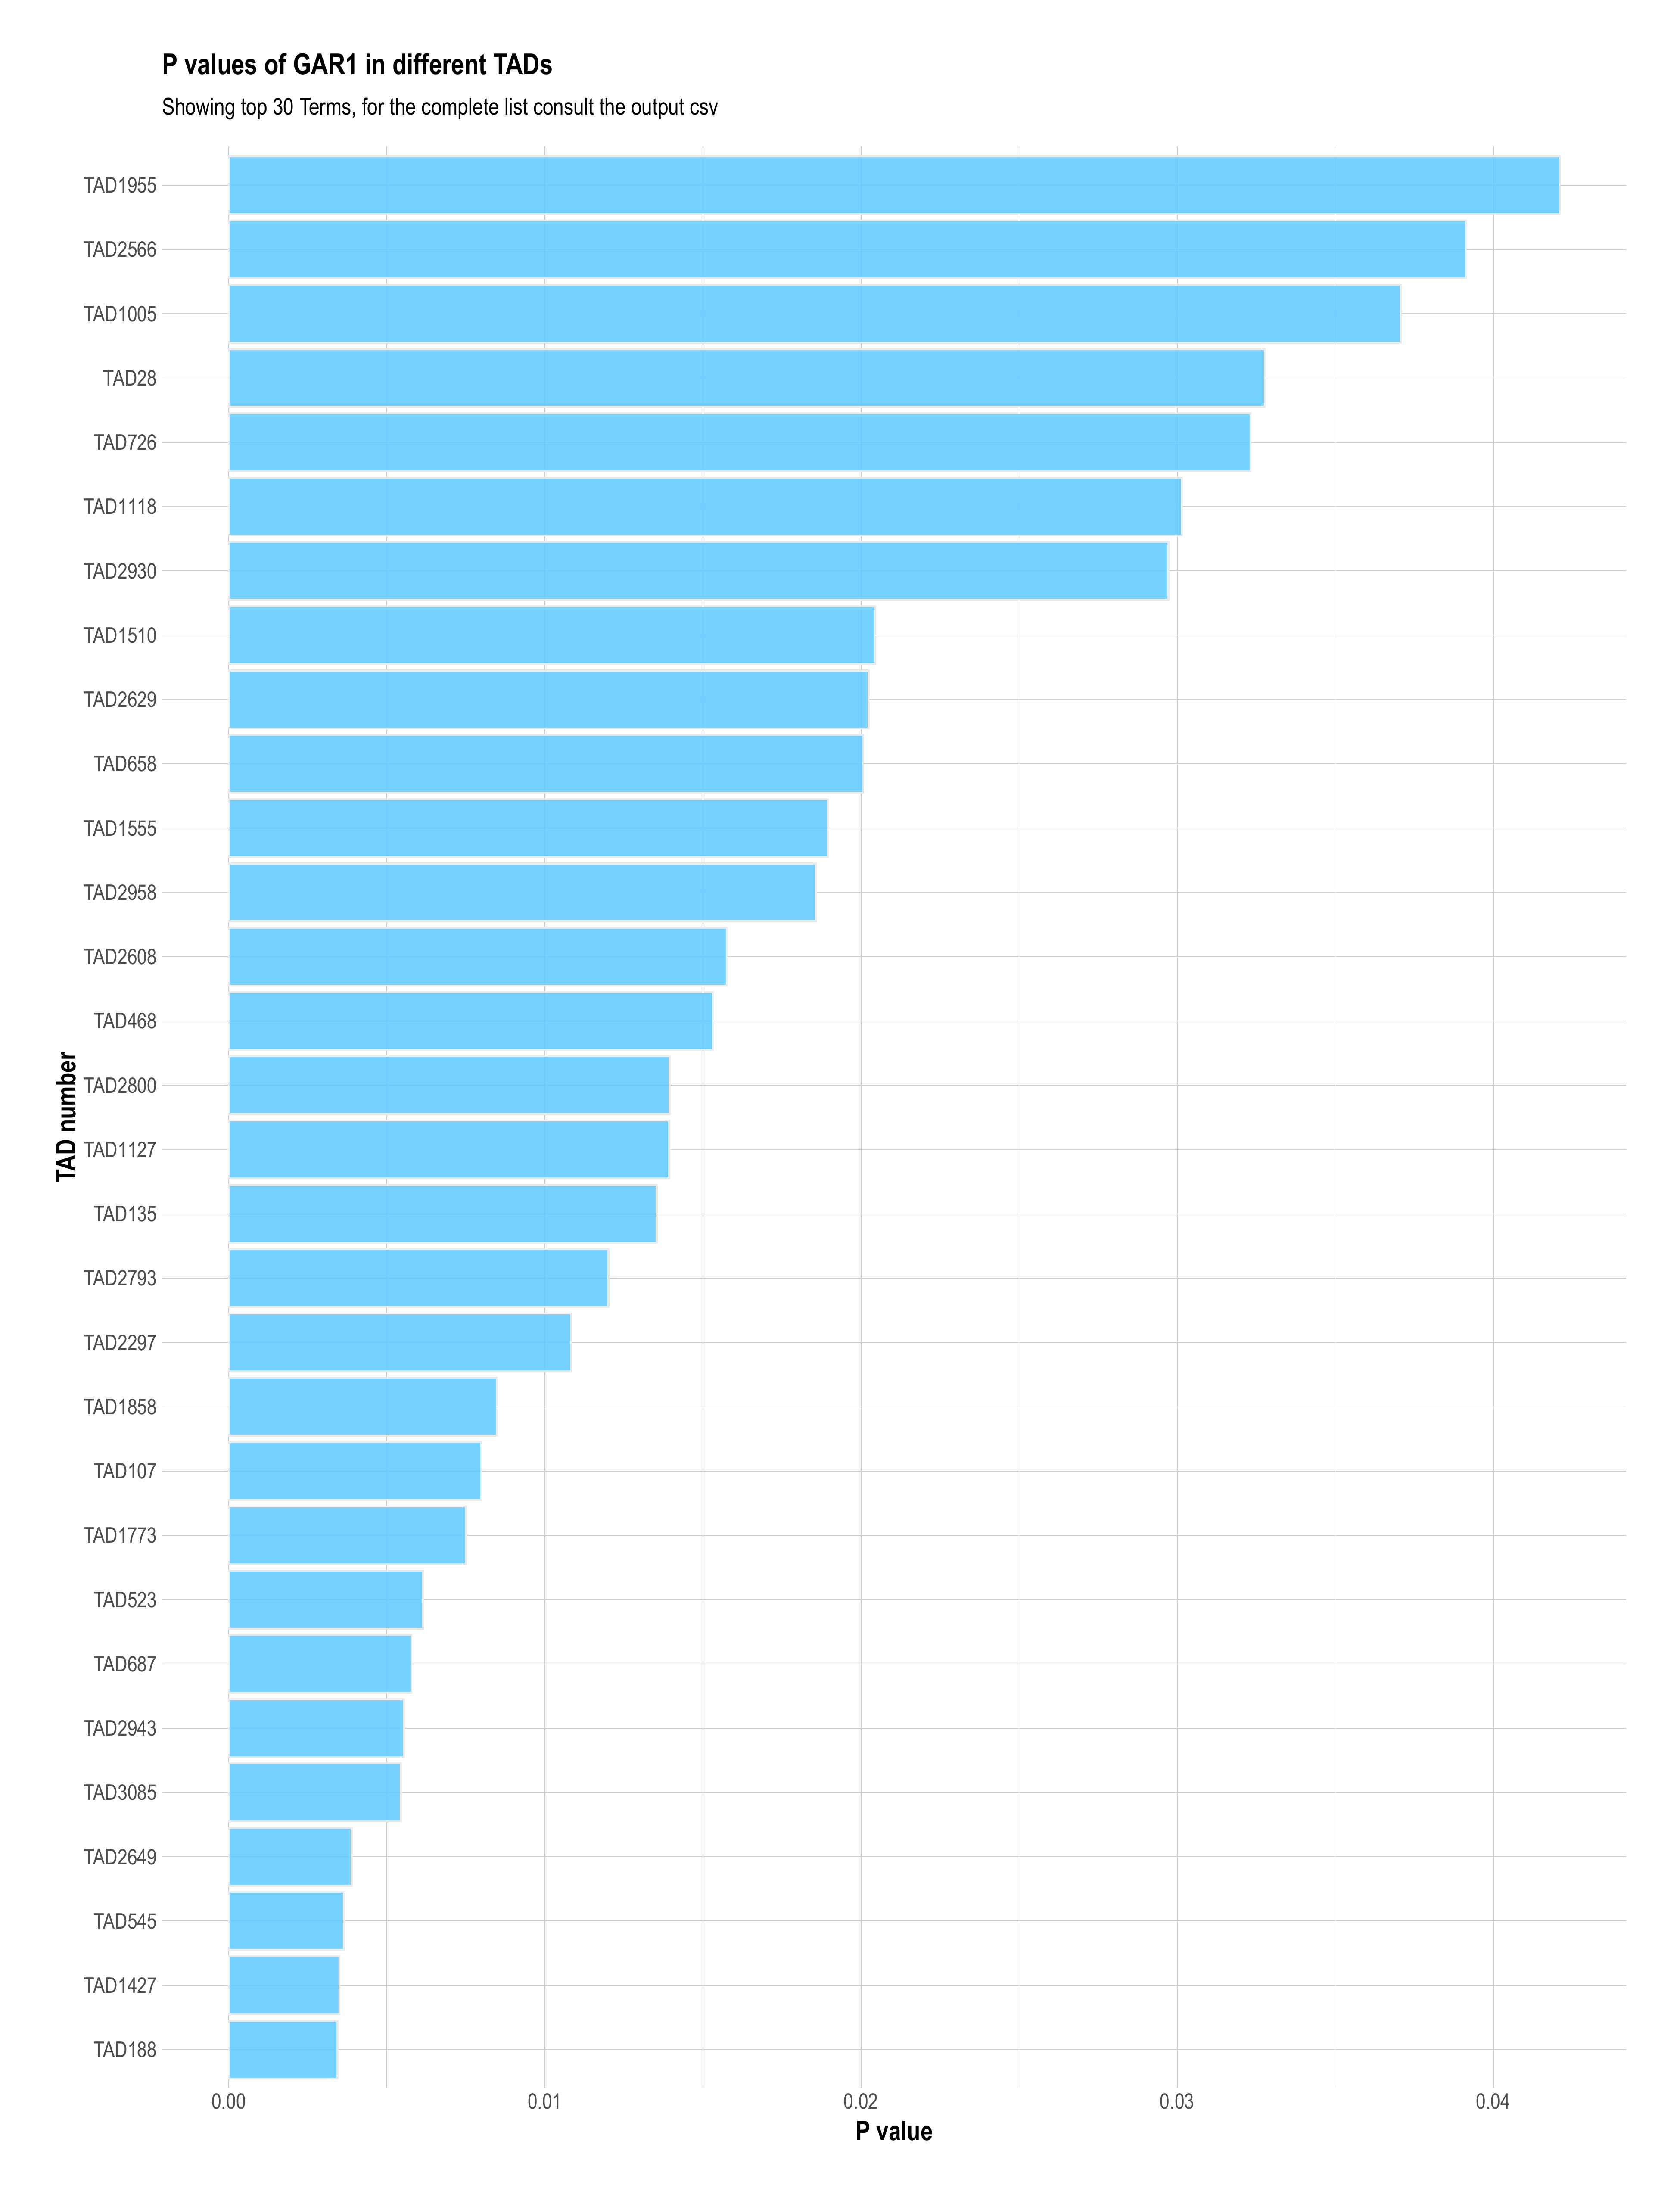 P values of GAR1 in different TADs
Showing top 30 Terms, for the complete list consult the output csv
TAD number
TAD1955
TAD2566
TAD1005
TAD28
TAD726
TAD1118
TAD2930
TAD1510
TAD2629
TAD658
TAD1555
TAD2958
TAD2608
TAD468
TAD2800
TAD1127
TAD135
TAD2793
TAD2297
TAD1858
TAD107
TAD1773
TAD523
TAD687
TAD2943
TAD3085
TAD2649
TAD545
TAD1427
TAD188
0.00 0.01 0.02 0.03 0.04
P value